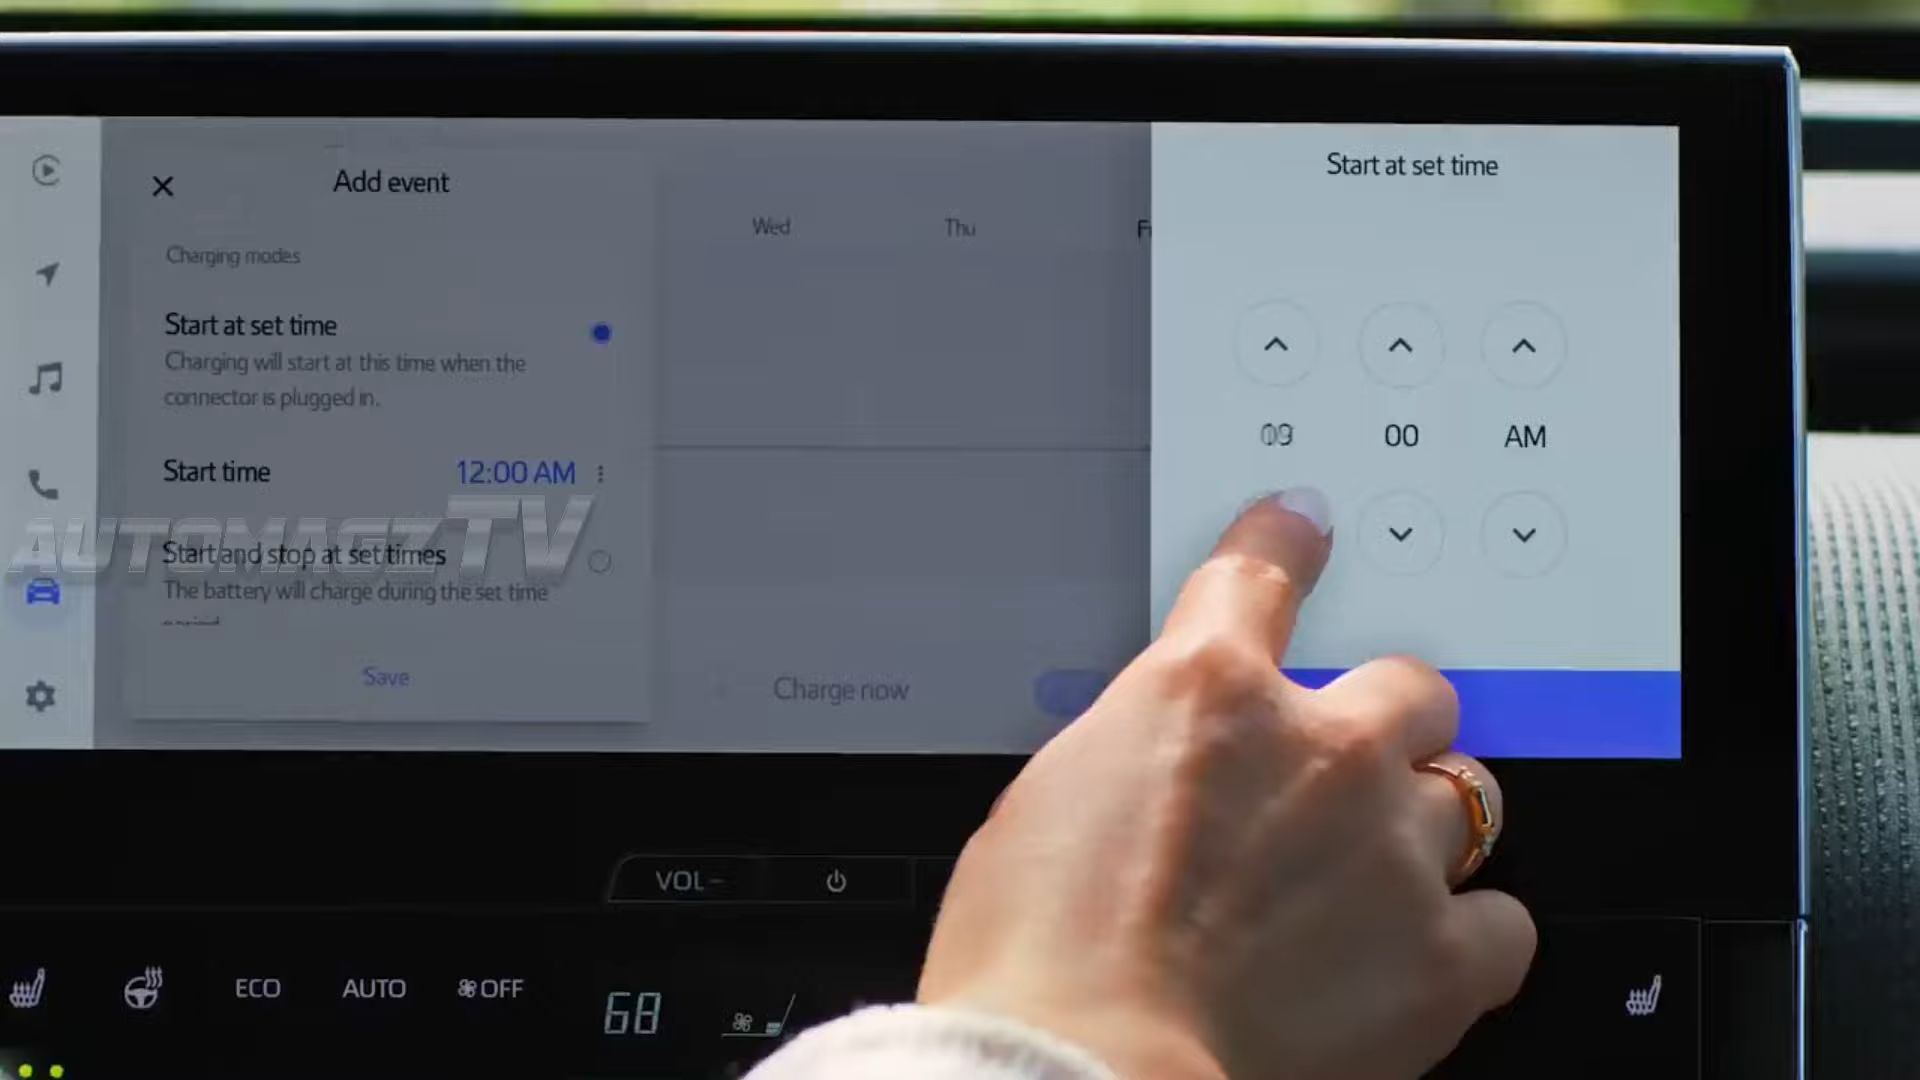 Add event
Charging modes
Start at set time
Charging will start at this time when the
connector is plugged in.
Start time 12:00 AM
Start and stop at set times
The battery will charge during the set time
Save
Wed Thu
Charge now
Start at set time
00 AM
AUTOMAGZTV
VOL –
ECO AUTO OFF
68